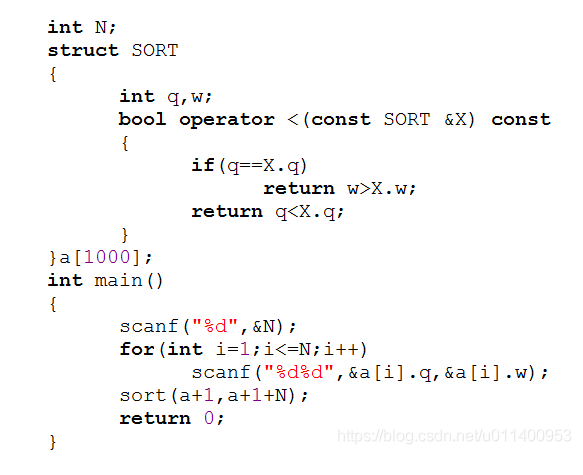 int N;
struct SORT
{
int q,w;
bool operator <(const SORT &X) const
{
if(q==X.q)
return w>X.w;
return q<X.q;
}
}a[1000];
int main()
{
scanf("%d",&N);
for(int i=1;i<=N;i++)
scanf("%d%d",&a[i].q,&a[i].w);
sort(a+1,a+1+N);
return 0;
}
https://blog.csdn.net/u011400953